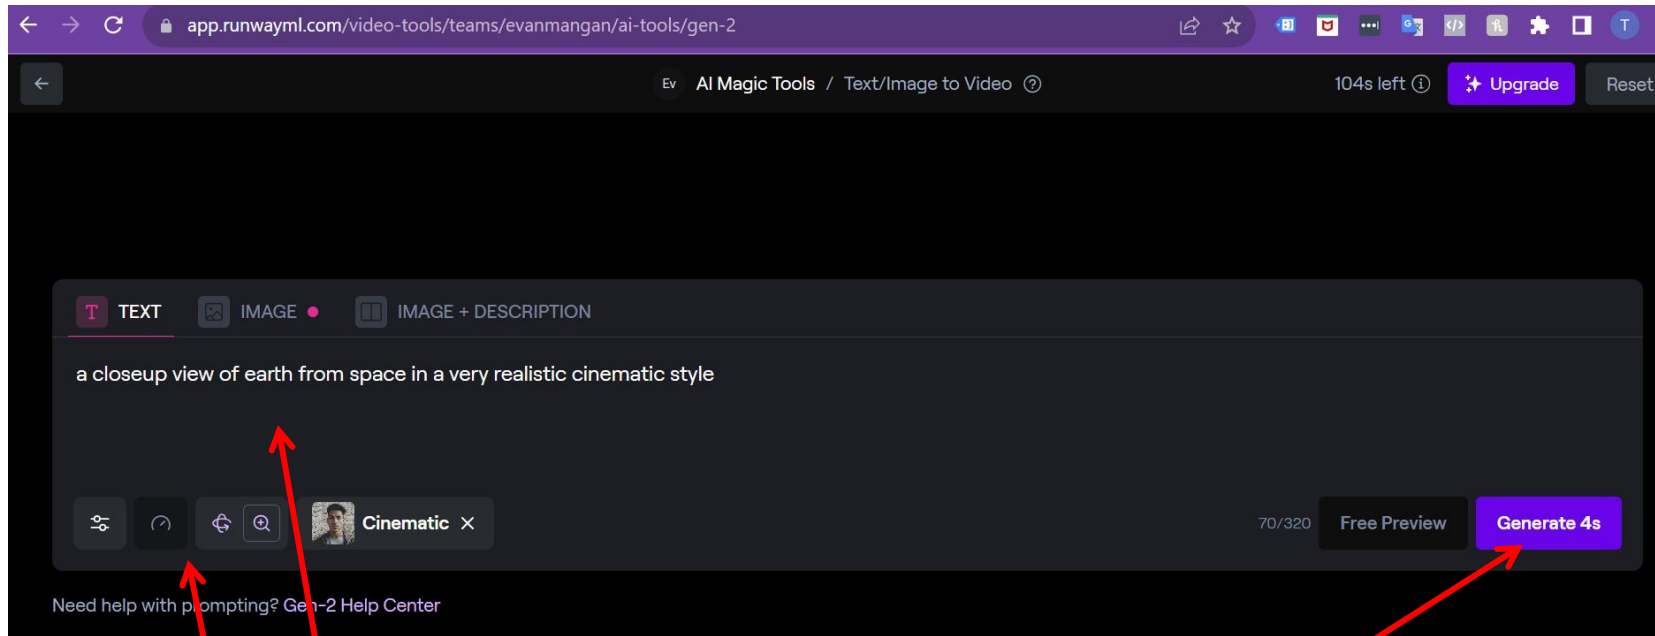 app.runwayml.com/video-tools/teams/evanmangan/ai-tools/gen-2
T
Ev AI Magic Tools / Text/Image to Video
104s left Upgrade Reset
T TEXT IMAGE IMAGE + DESCRIPTION
a closeup view of earth from space in a very realistic cinematic style
Cinematic 70/320 Free Preview Generate 4s
Need help with prompting? Gen-2 Help Center